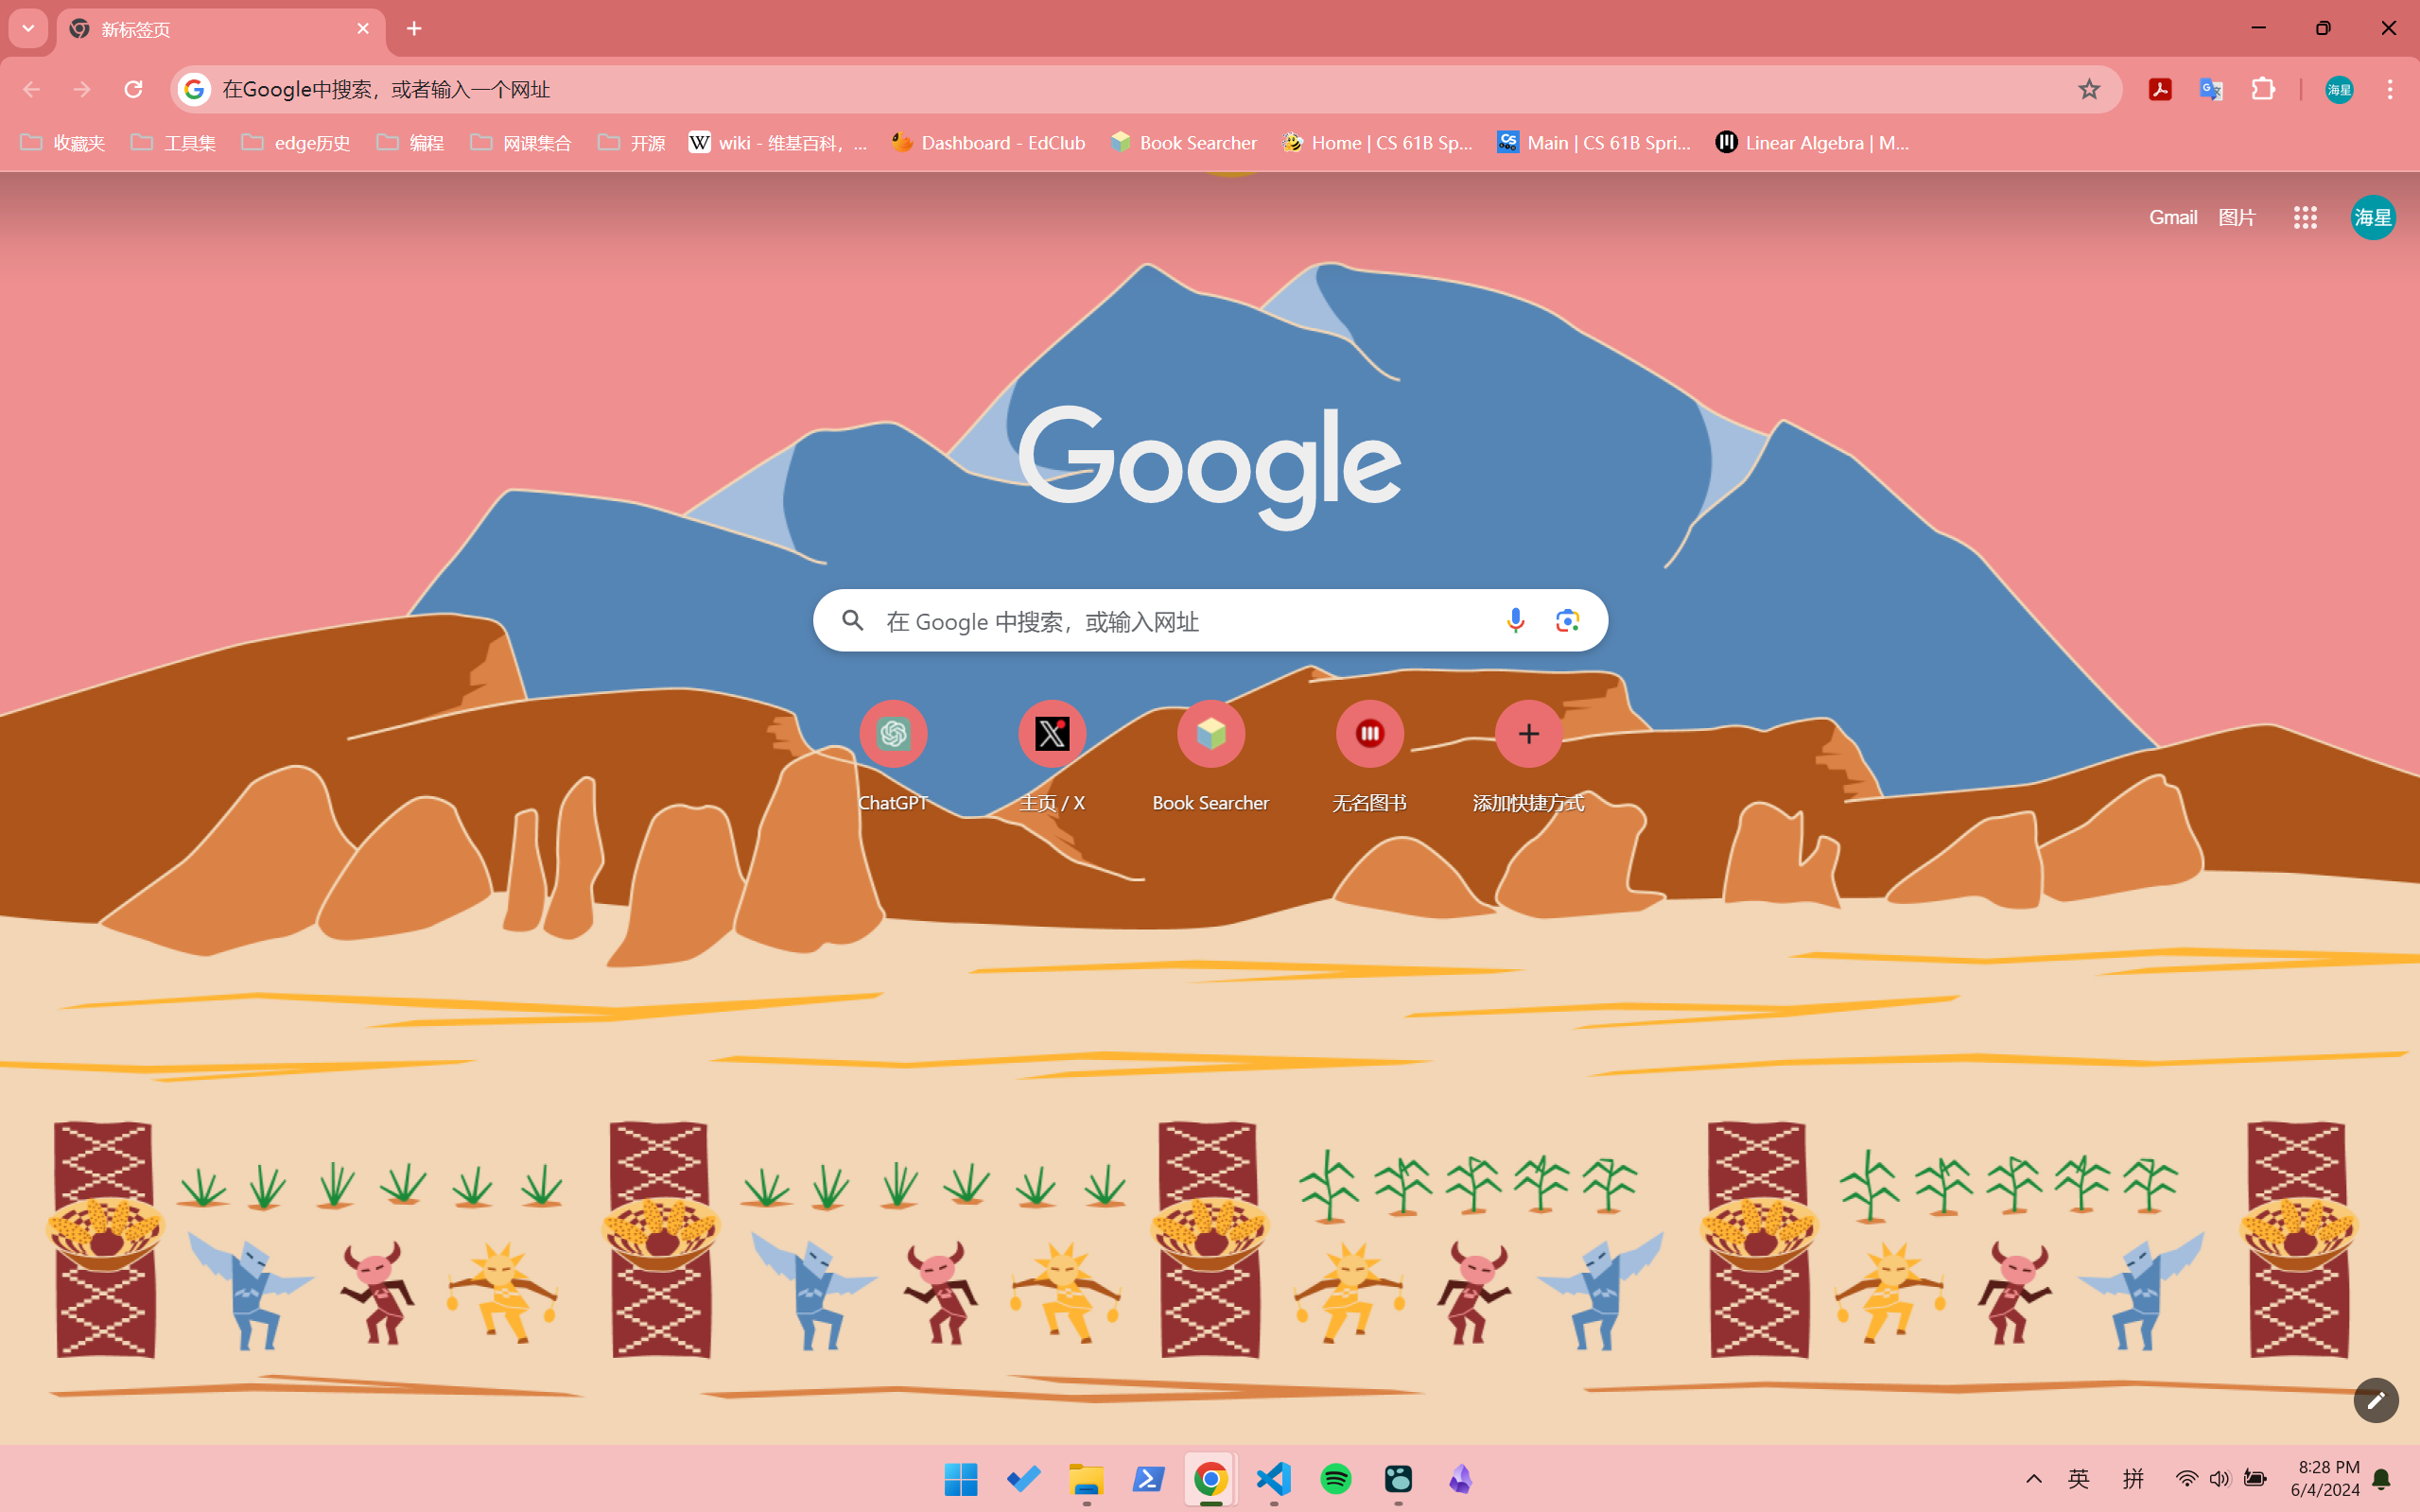 新标签页
在Google中搜索，或者输入一个网址
海星
收藏夹 工具集 edge历史 编程 网课集合 开源 wiki - 维基百科，... Dashboard - EdClub Book Searcher Home | CS 61B Sp... Main | CS 61B Spri... Linear Algebra | M...
Gmail 图片 海星
Google
在 Google 中搜索，或输入网址
ChatGPT 主页 / X Book Searcher 无名图书 添加快捷方式
英 拼 8:28 PM
6/4/2024